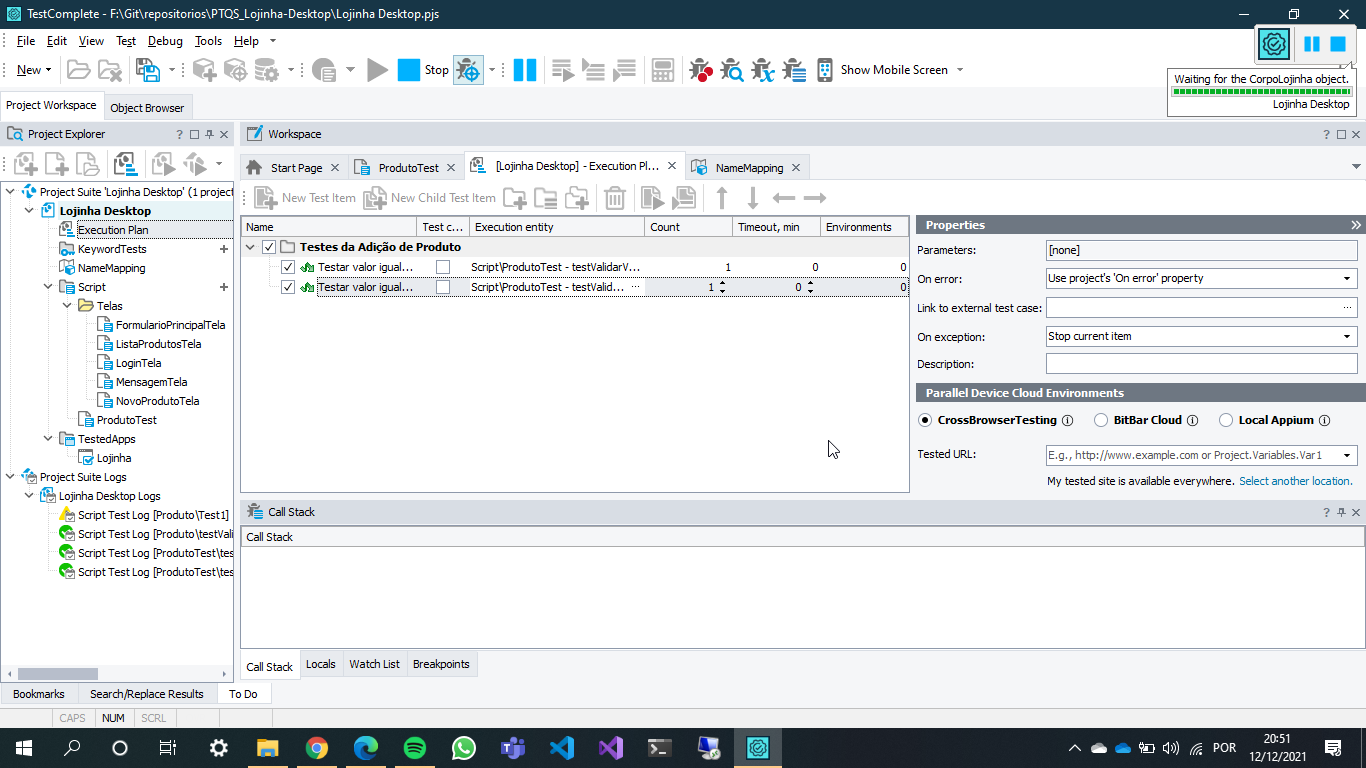 TestComplete - F:\Git\repositorios\PTQS_Lojinha-Desktop\Lojinha Desktop.pjs
File Edit View Test Debug Tools Help
New Stop Show Mobile Screen
Waiting for the CorpoLojinha object.
Lojinha Desktop
Project Workspace Object Browser
Project Explorer ?
Workspace ?
Start Page ProdutoTest [Lojinha Desktop] - Execution Pl... NameMapping
New Test Item New Child Test Item
Project Suite 'Lojinha Desktop' (1 project
Lojinha Desktop
Execution Plan
KeywordTests
NameMapping
Script
Telas
FormularioPrincipalTela
ListaProdutosTela
LoginTela
MensagemTela
NovoProdutoTela
ProdutoTest
TestedApps
Lojinha
Project Suite Logs
Lojinha Desktop Logs
Script Test Log [Produto\Test1]
Script Test Log [Produto\testVali
Script Test Log [ProdutoTest\tes
Script Test Log [ProdutoTest\tes
Name Test c... Execution entity Count Timeout, min Environments
Testes da Adição de Produto
Testar valor igual... Script\ProdutoTest - testValidarV... 1 0 0
Testar valor igual... Script\ProdutoTest - testValid... ... 1 0 0
Properties
Parameters: [none]
On error: Use project's 'On error' property
Link to external test case: ...
On exception: Stop current item
Description:
Parallel Device Cloud Environments
CrossBrowserTesting BitBar Cloud Local Appium
Tested URL: E.g., http://www.example.com or Project.Variables.Var1
My tested site is available everywhere. Select another location.
Call Stack ?
Call Stack
Call Stack Locals Watch List Breakpoints
Bookmarks Search/Replace Results To Do
CAPS NUM SCRL
POR
20:51
12/12/2021